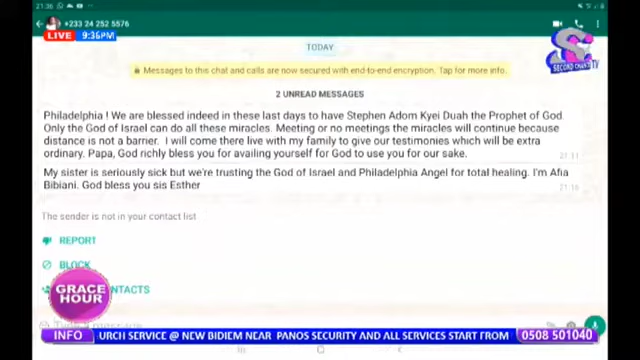 21:36
+233 24 252 5576
LIVE 9:36PM
TODAY
Messages to this chat and calls are now secured with end-to-end encryption. Tap for more info.
SECOND CHANCE TV
2 UNREAD MESSAGES
Philadelphia ! We are blessed indeed in these last days to have Stephen Adom Kyei Duah the Prophet of God.
Only the God of Israel can do all these miracles. Meeting or no meetings the miracles will continue because
distance is not a barrier. I will come there live with my family to give our testimonies which will be extra
ordinary. Papa, God richly bless you for availing yourself for God to use you for our sake.
21:11
My sister is seriously sick but we're trusting the God of Israel and Philadelphia Angel for total healing. I'm Afia
Bibiani. God bless you sis Esther
21:16
The sender is not in your contact list
REPORT
BLOCK
CONTACTS
GRACE
HOUR
INFO URCH SERVICE @ NEW BIDIEM NEAR PANOS SECURITY AND ALL SERVICES START FROM 0508 501040